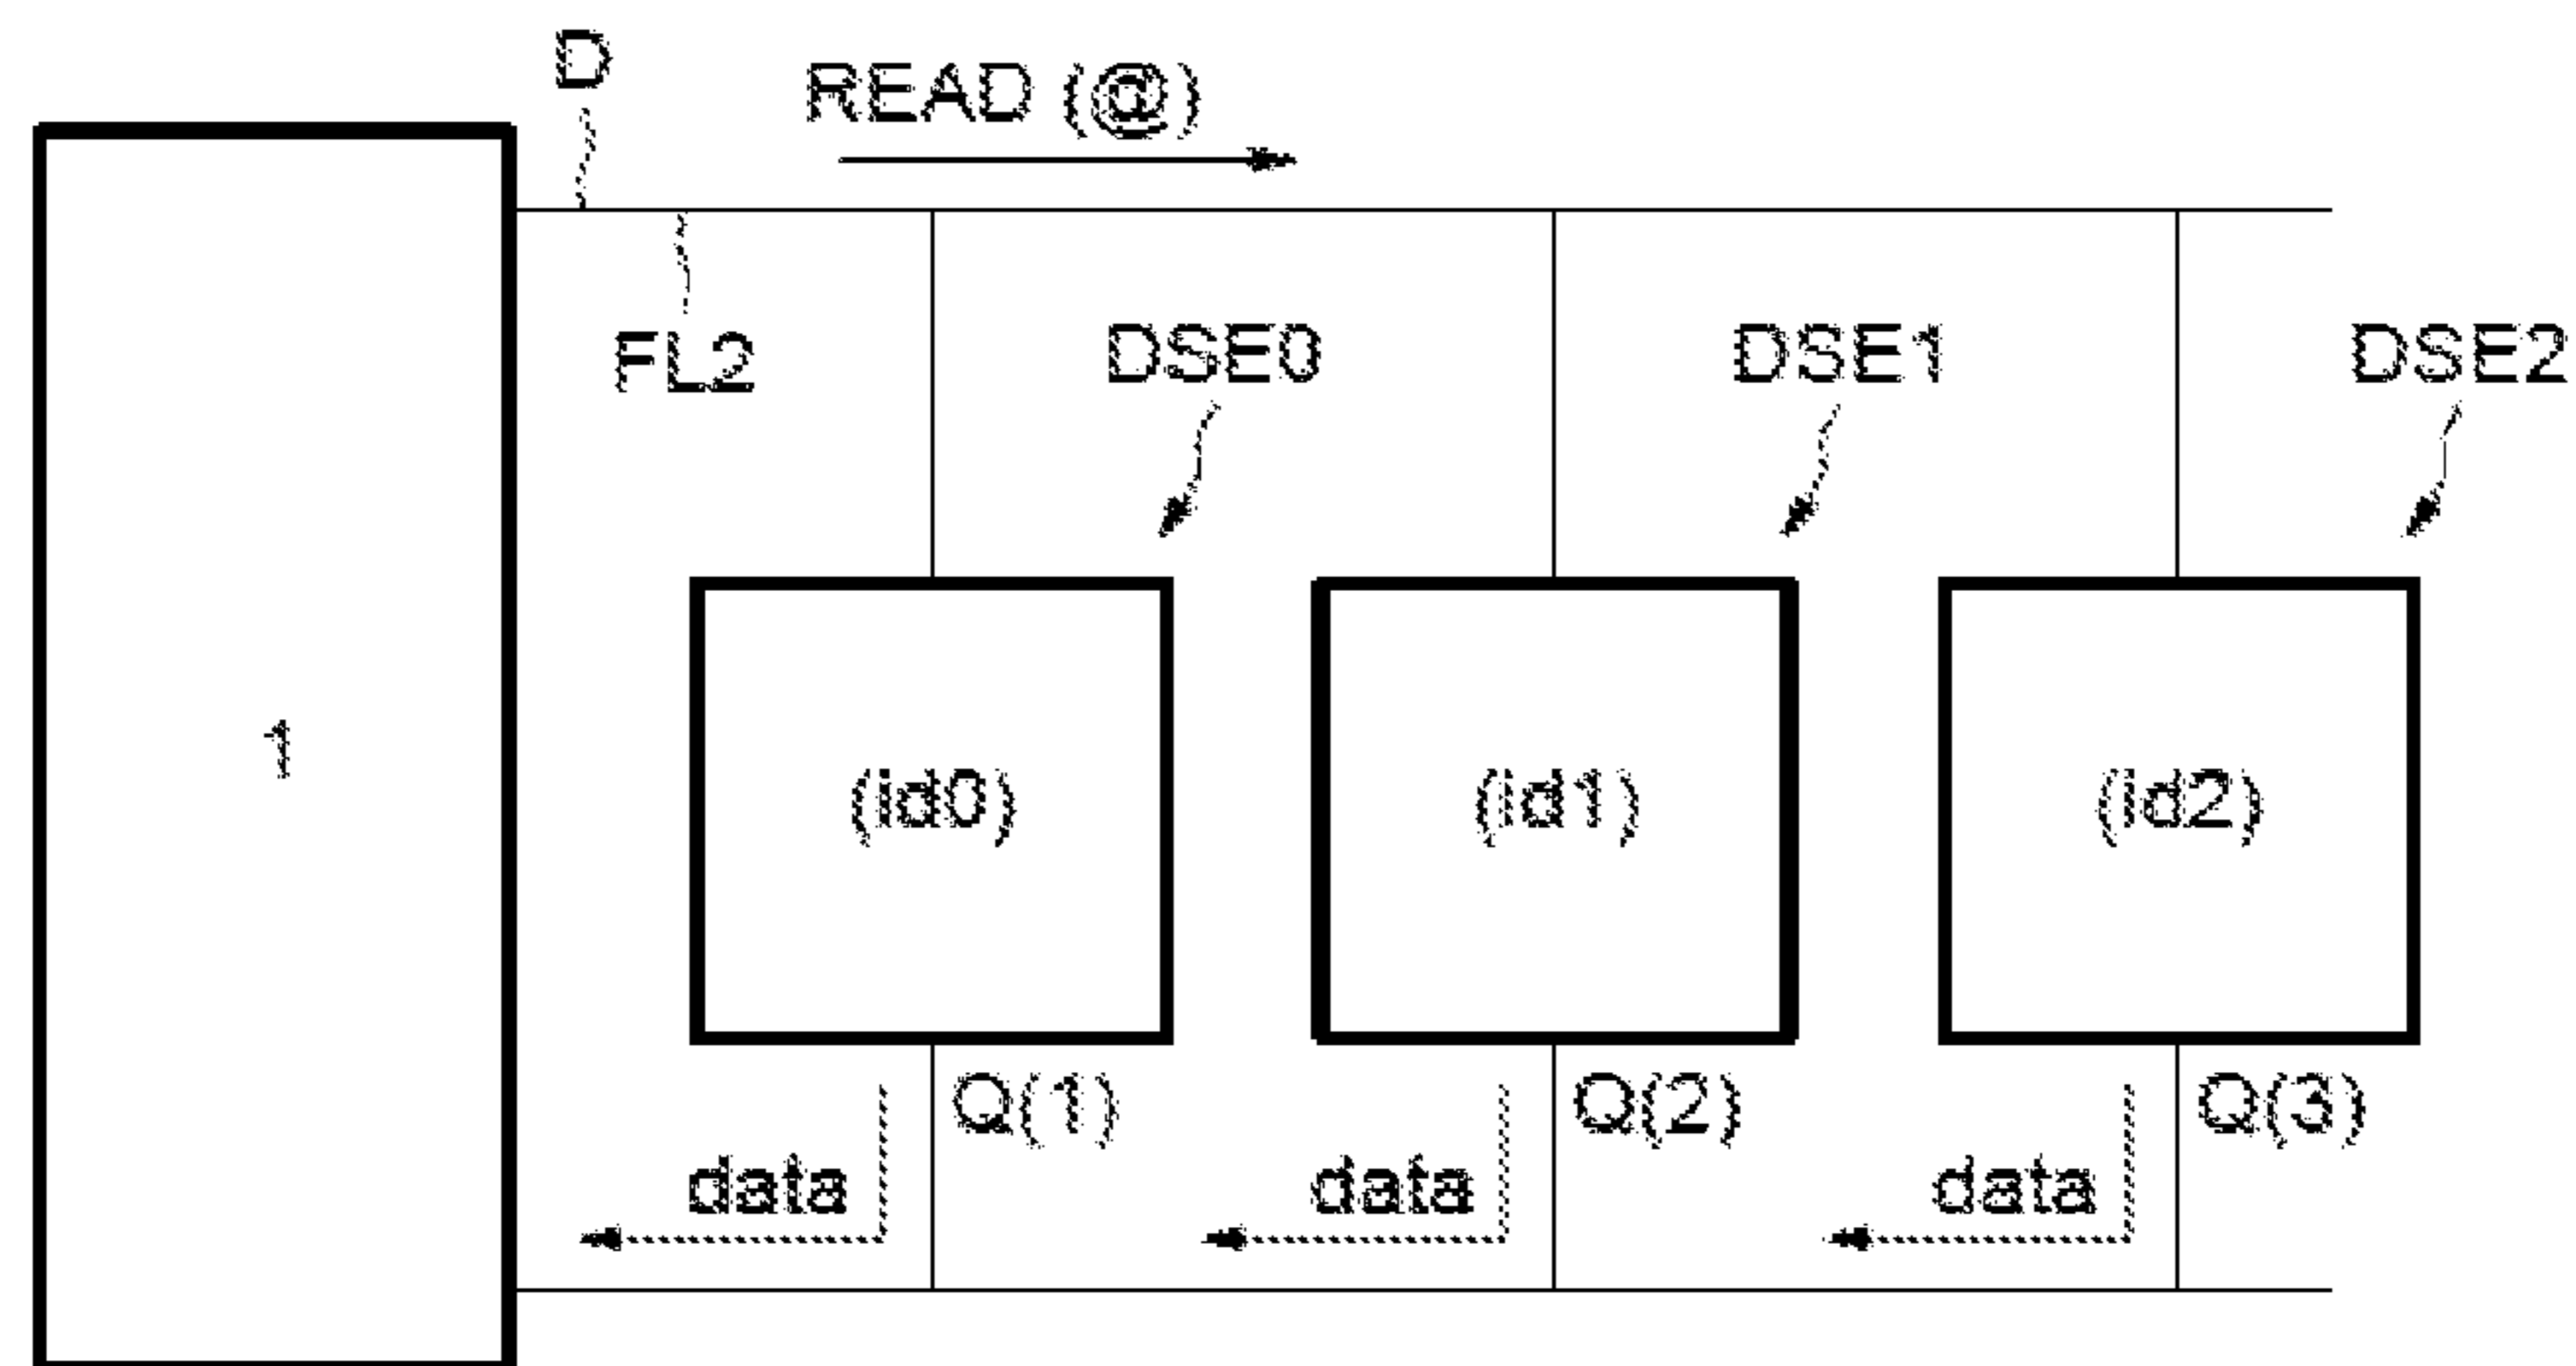 D
READ (@)
FL2
DSE0
DSE1
DSE2
1
(id0)
(id1)
(id2)
Q(1)
Q(2)
Q(3)
data
data
data